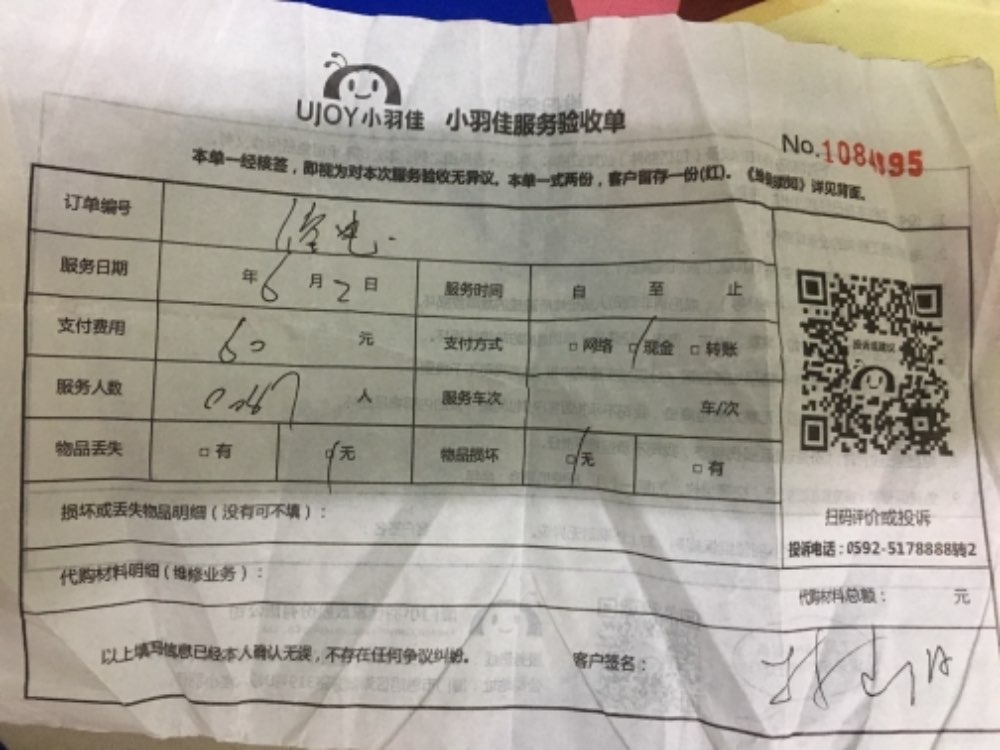 UJOY小羽佳 小羽佳服务验收单
No.1084895
本单一经核签，即视为对本次服务验收无异议。本单一式两份，客户留存一份(红)。《》详见背面。
订单编号
服务日期 年 6 月 2 日 服务时间 自 至 止
支付费用 60 元 支付方式 □网络 □现金 □转账
服务人数 人 服务车次 车/次
物品丢失 □有 □无 物品损坏 □无 □有
损坏或丢失物品明细（没有可不填）：
代购材料明细（维修业务）：
扫码评价或投诉
投诉电话：0592-5178888转2
代购材料总额： 元
以上填写信息已经本人确认无误，不存在任何争议纠纷。 客户签名：